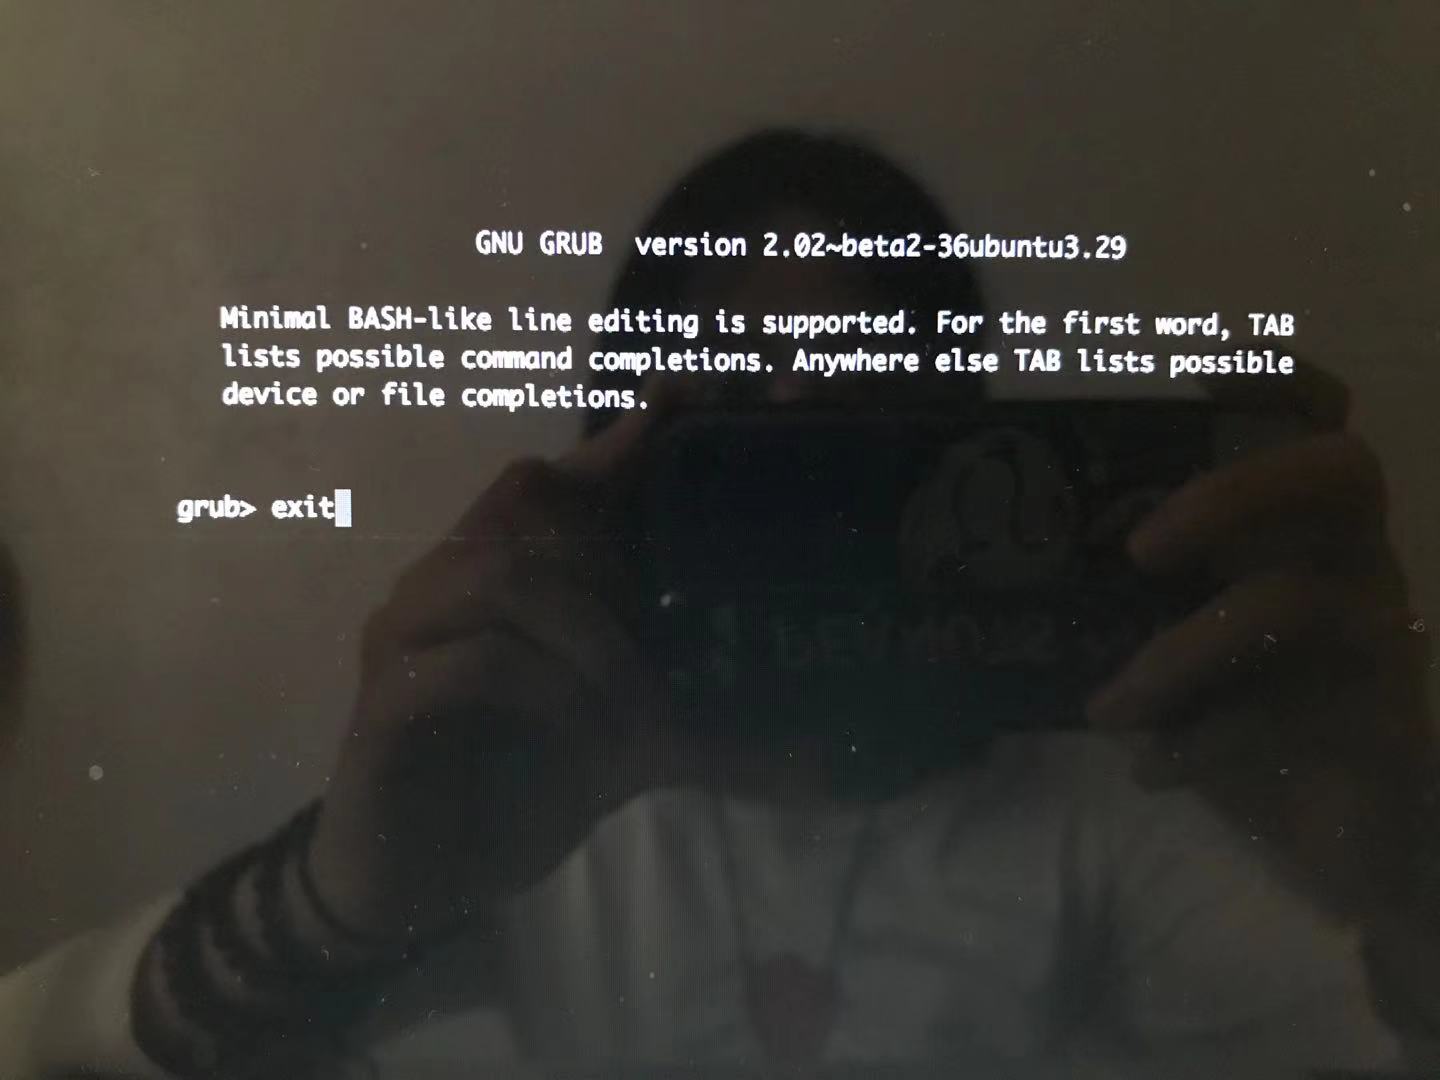 GNU GRUB  version 2.02~beta2-36ubuntu3.29
Minimal BASH-like line editing is supported. For the first word, TAB
lists possible command completions. Anywhere else TAB lists possible
device or file completions.
grub> exit